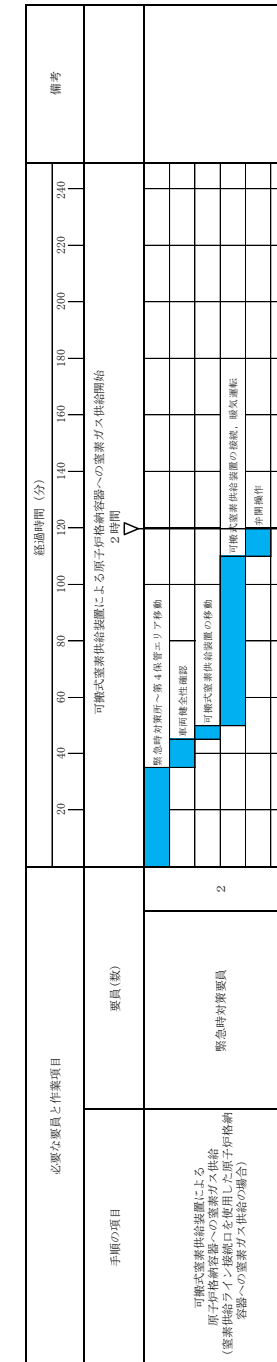 必要な要員と作業項目
経過時間（分）
備考
20
40
60
80
100
120
140
160
180
200
220
240
手順の項目
要員(数)
可搬式窒素供給装置による原子炉格納容器への窒素ガス供給開始
2時間
可搬式窒素供給装置による
原子炉格納容器への窒素ガス供給
(窒素供給ライン接続口を使用した原子炉格納
容器への窒素ガス供給の場合)
緊急時対策要員
2
緊急時対策所～第４保管エリア移動
車両健全性確認
可搬式窒素供給装置の移動
可搬式窒素供給装置の接続，暖気運転
弁開操作